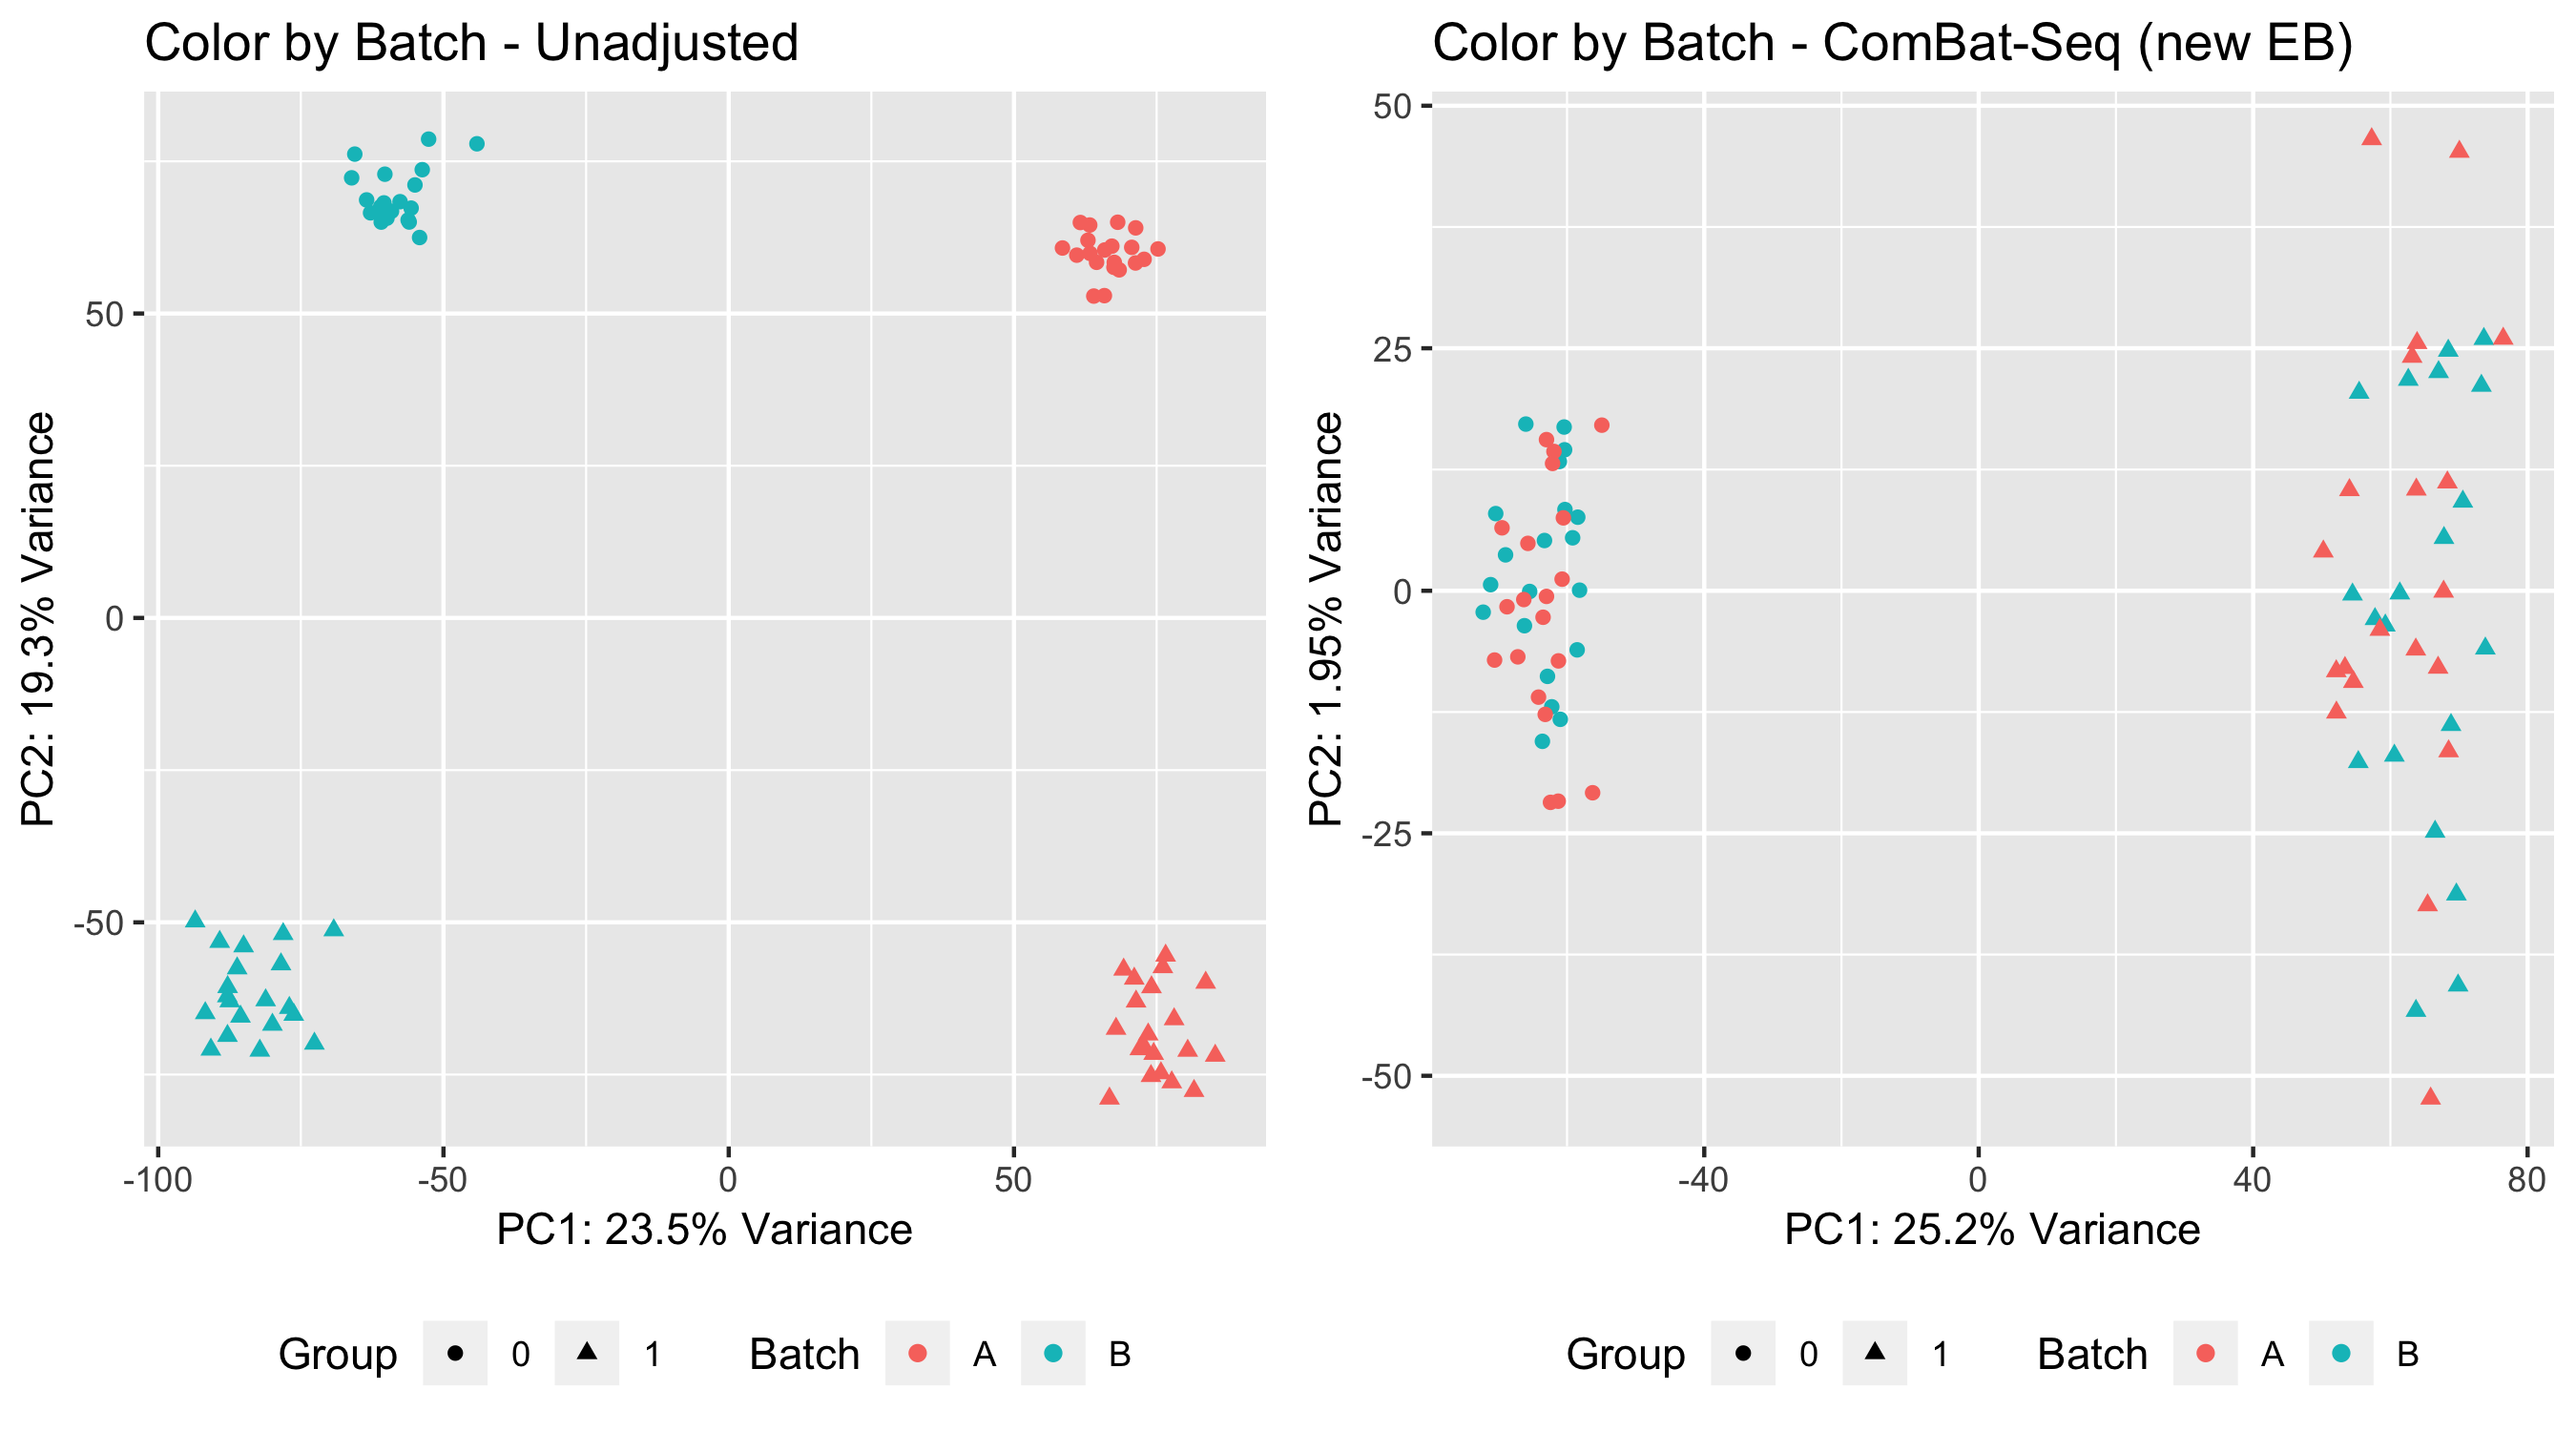 Color by Batch - Unadjusted
50
0
-50
PC2: 19.3% Variance
-100 -50 0 50
PC1: 23.5% Variance
Group 0 1 Batch A B
Color by Batch - ComBat-Seq (new EB)
50
25
0
-25
-50
PC2: 1.95% Variance
-40 0 40 80
PC1: 25.2% Variance
Group 0 1 Batch A B